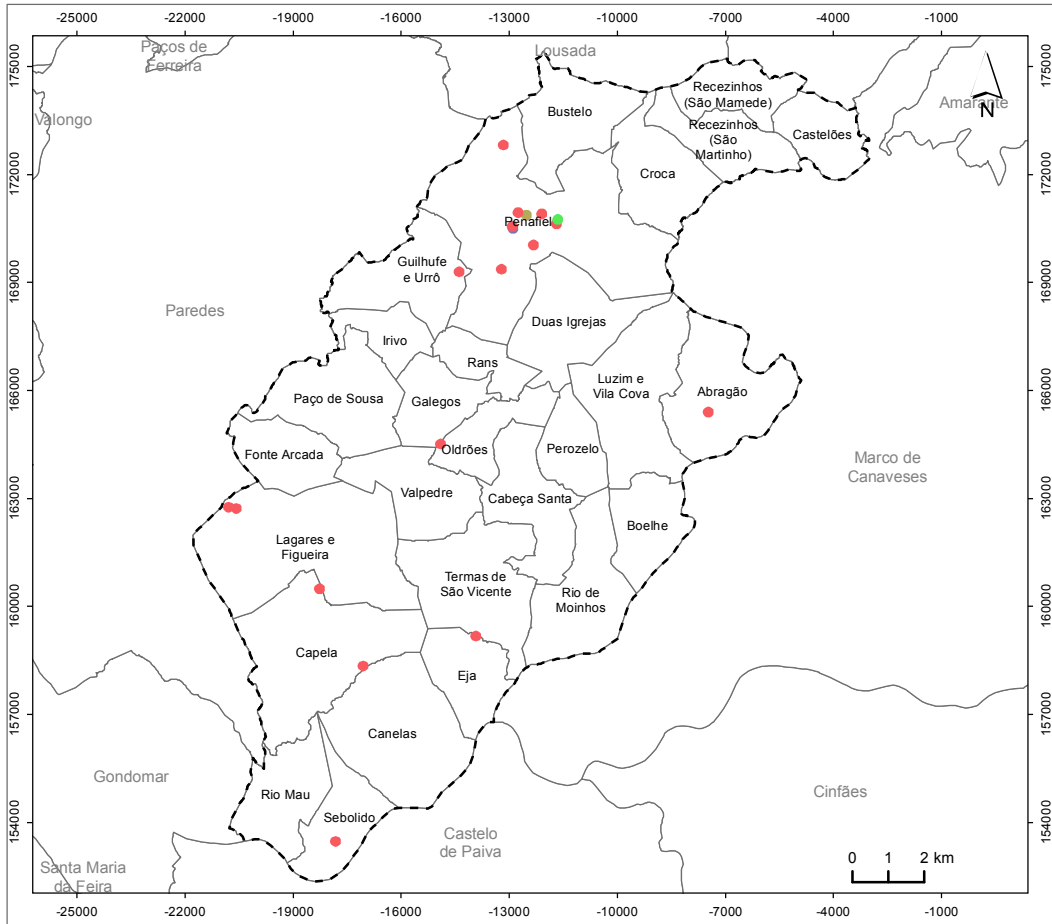 -25000 -22000 -19000 -16000 -13000 -10000 -7000 -4000 -1000
175000
172000
169000
166000
163000
160000
157000
154000
175000
172000
169000
166000
163000
160000
157000
154000
Paços de
Ferreira
Lousada
Amarante
N
Valongo
Recezinhos
(São Mamede)
Bustelo
Recezinhos
(São
Martinho)
Castelões
Croca
Penafiel
Guilhufe
e Urrô
Paredes
Duas Igrejas
Irivo
Rans
Luzim e
Vila Cova
Abragão
Paço de Sousa
Galegos
Fonte Arcada
Oldrões
Perozelo
Marco de
Canaveses
Valpedre
Cabeça Santa
Boelhe
Lagares e
Figueira
Termas de
São Vicente
Rio de
Moinhos
Capela
Eja
Canelas
Gondomar
Rio Mau
Cinfães
Sebolido
Castelo
de Paiva
Santa Maria
da Feira
0 1 2 km
-25000 -22000 -19000 -16000 -13000 -10000 -7000 -4000 -1000